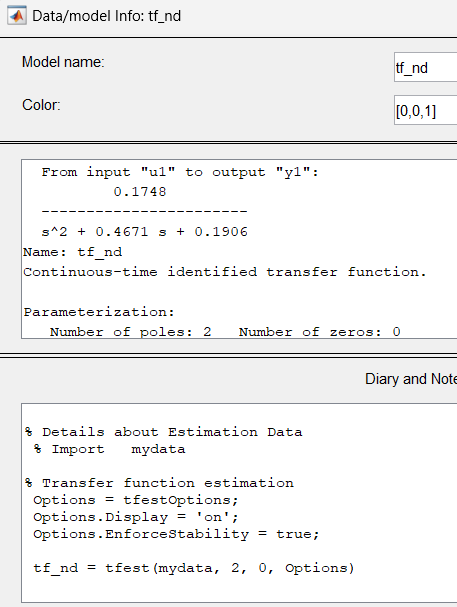 Data/model Info: tf_nd
Model name:
tf_nd
Color:
[0,0,1]
From input "u1" to output "y1":
0.1748
-----------------------
s^2 + 0.4671 s + 0.1906
Name: tf_nd
Continuous-time identified transfer function.
Parameterization:
Number of poles: 2   Number of zeros: 0
Diary and Note
% Details about Estimation Data
% Import   mydata
% Transfer function estimation
Options = tfestOptions;
Options.Display = 'on';
Options.EnforceStability = true;
tf_nd = tfest(mydata, 2, 0, Options)